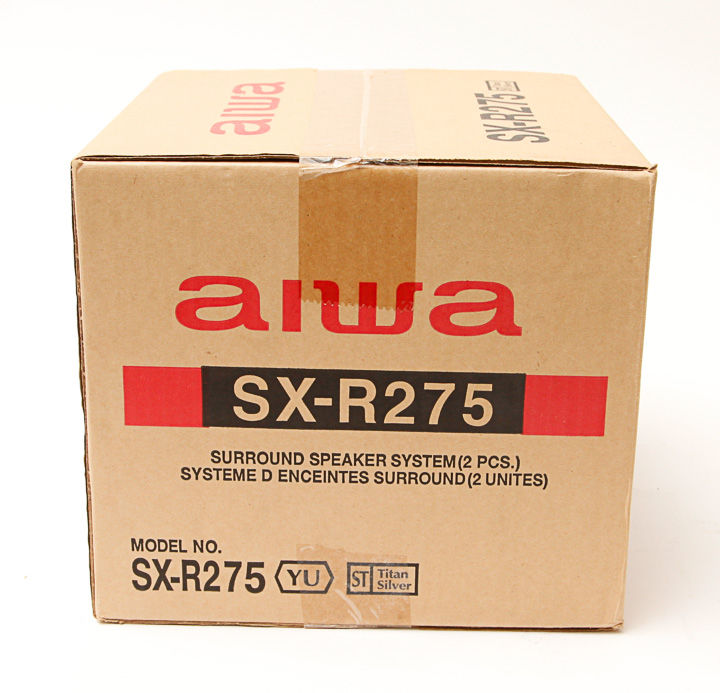 aiwa
SX-R275
aiwa
SX-R275
SURROUND SPEAKER SYSTEM(2 PCS.)
SYSTEME D ENCEINTES SURROUND(2 UNITES)
MODEL NO.
SX-R275 YU ST Titan Silver